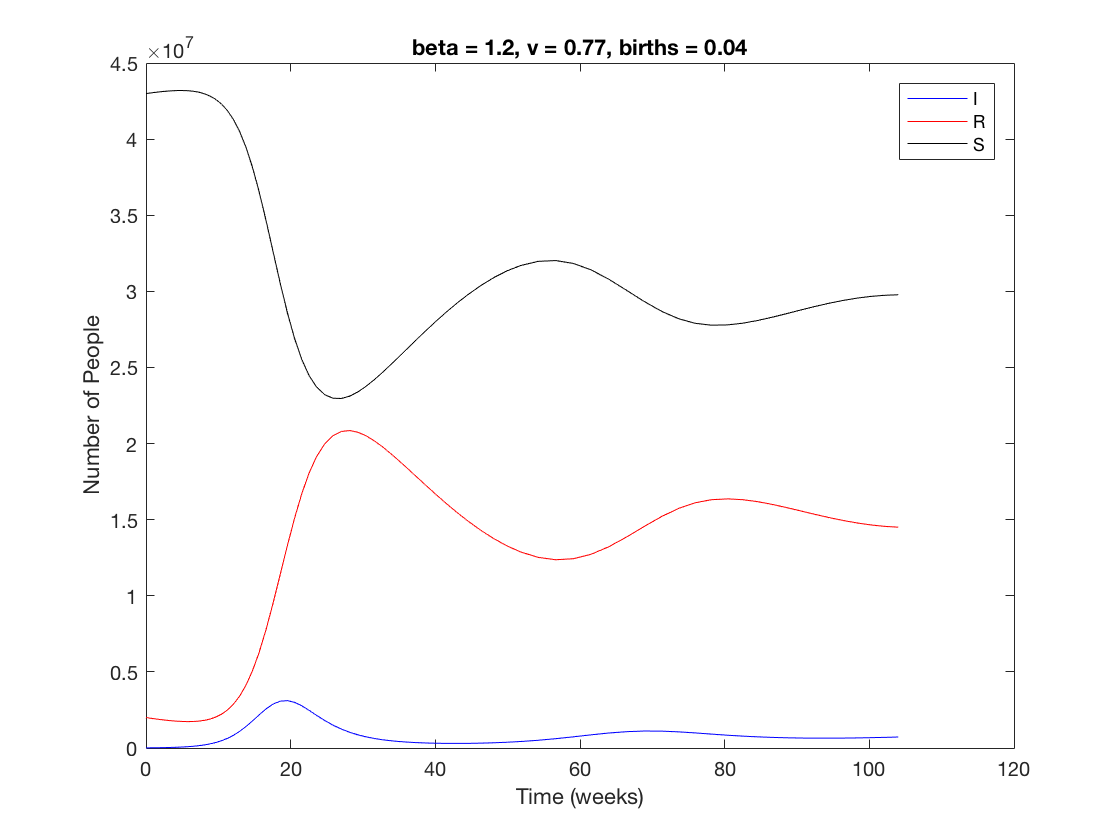 beta = 1.2, v = 0.77, births = 0.04
×10^7
4.5
4
3.5
3
2.5
2
1.5
1
0.5
0
Number of People
I
R
S
0 20 40 60 80 100 120
Time (weeks)